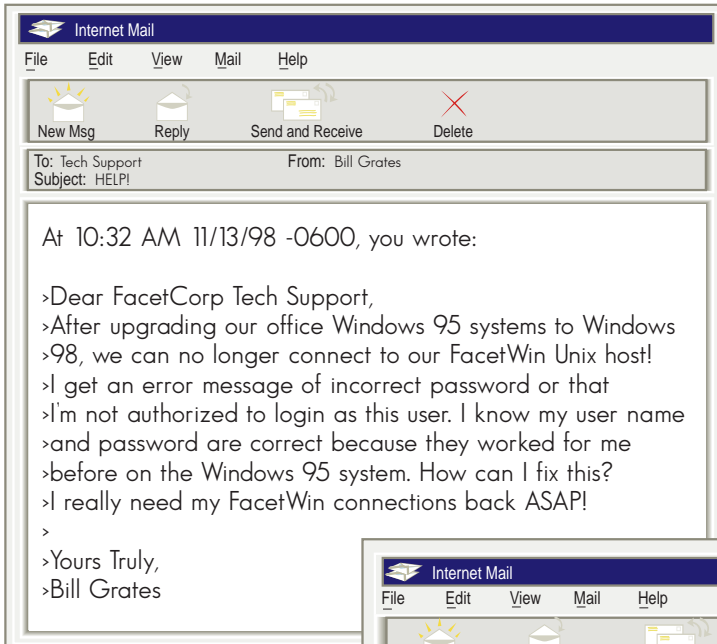 Internet Mail
File Edit View Mail Help
New Msg Reply Send and Receive Delete
To: Tech Support From: Bill Grates
Subject: HELP!
At 10:32 AM 11/13/98 -0600, you wrote:
>Dear FacetCorp Tech Support,
>After upgrading our office Windows 95 systems to Windows
>98, we can no longer connect to our FacetWin Unix host!
>I get an error message of incorrect password or that
>I'm not authorized to login as this user. I know my user name
>and password are correct because they worked for me
>before on the Windows 95 system. How can I fix this?
>I really need my FacetWin connections back ASAP!
>
>Yours Truly,
>Bill Grates
Internet Mail
File Edit View Mail Help